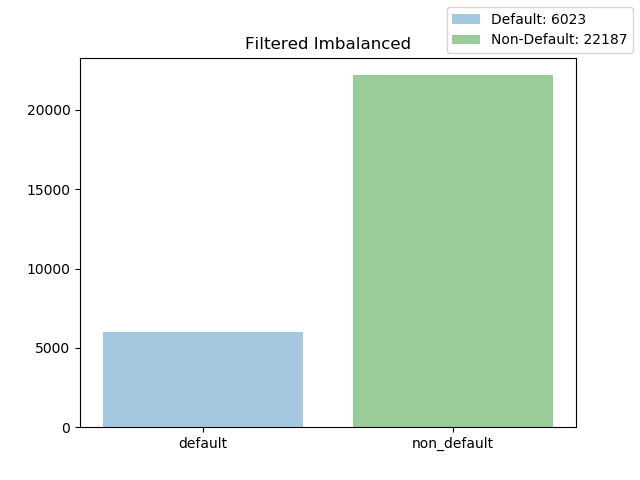 Default: 6023
Non-Default: 22187
Filtered Imbalanced
20000
15000
10000
5000
0
default
non_default